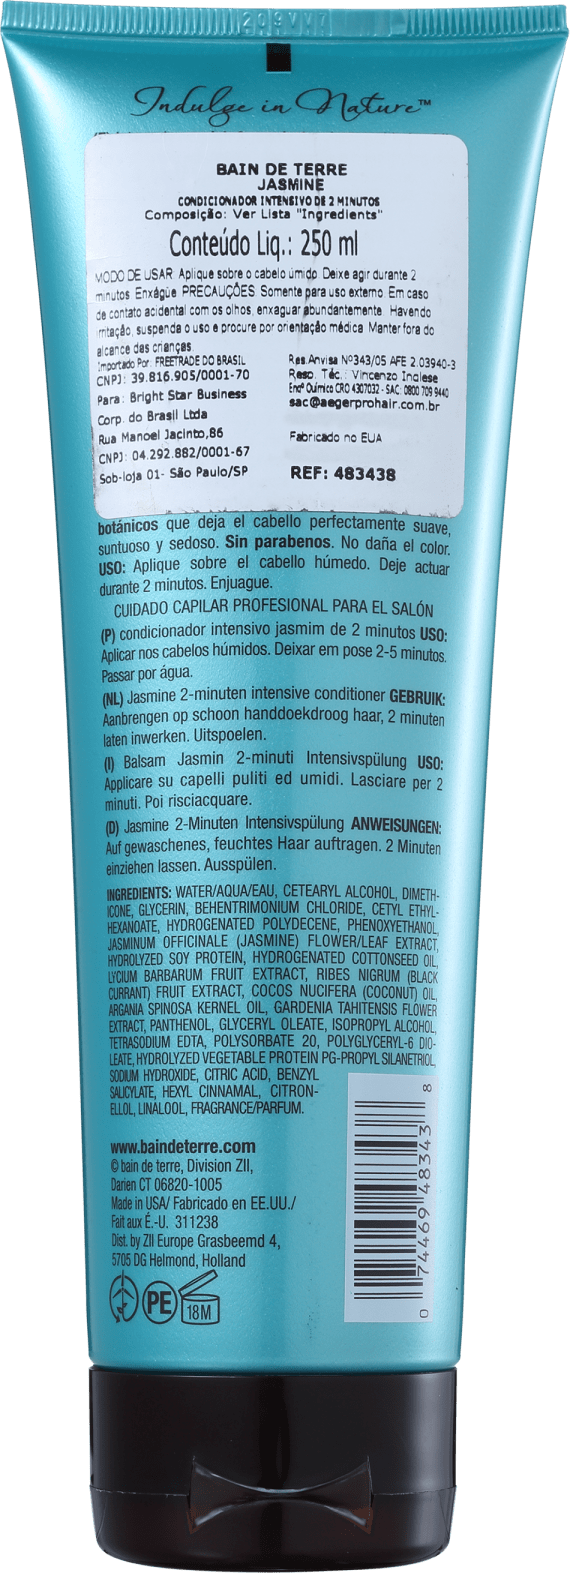 Indulge in Nature™
BAIN DE TERRE
JASMINE
CONDICIONADOR INTENSIVO DE 2 MINUTOS
Composição: Ver Lista "Ingredients"
Conteúdo Liq.: 250 ml
MODO DE USAR: Aplique sobre o cabelo úmido. Deixe agir durante 2
minutos. Enxágüe. PRECAUÇÕES: Somente para uso externo. Em caso
de contato acidental com os olhos, enxaguar abundantemente. Havendo
irritação, suspenda o uso e procure por orientação médica. Manter fora do
alcance das crianças.
Importado Por: FREETRADE DO BRASIL
CNPJ: 39.816.905/0001-70
Para: Bright Star Business
Corp. do Brasil Ltda
Rua Manoel Jacinto,86
CNPJ: 04.292.882/0001-67
Sob-loja 01- São Paulo/SP
Res.Anvisa Nº343/05 AFE 2.03940-3
Resp. Téc.: Vincenzo Inglese
Engº Químico CRQ 4307032 - SAC: 0800 709 9440
sac@aegerprohair.com.br
Fabricado no EUA
REF: 483438
botánicos que deja el cabello perfectamente suave,
suntuoso y sedoso. Sin parabenos. No daña el color.
USO: Aplique sobre el cabello húmedo. Deje actuar
durante 2 minutos. Enjuague.
CUIDADO CAPILAR PROFESIONAL PARA EL SALÓN
(P) condicionador intensivo jasmim de 2 minutos USO:
Aplicar nos cabelos húmidos. Deixar em pose 2-5 minutos.
Passar por água.
(NL) Jasmine 2-minuten intensive conditioner GEBRUIK:
Aanbrengen op schoon handdoekdroog haar, 2 minuten
laten inwerken. Uitspoelen.
(I) Balsam Jasmin 2-minuti Intensivspülung USO:
Applicare su capelli puliti ed umidi. Lasciare per 2
minuti. Poi risciacquare.
(D) Jasmine 2-Minuten Intensivspülung ANWEISUNGEN:
Auf gewaschenes, feuchtes Haar auftragen. 2 Minuten
einziehen lassen. Ausspülen.
INGREDIENTS: WATER/AQUA/EAU, CETEARYL ALCOHOL, DIMETH-
ICONE, GLYCERIN, BEHENTRIMONIUM CHLORIDE, CETYL ETHYL-
HEXANOATE, HYDROGENATED POLYDECENE, PHENOXYETHANOL,
JASMINUM OFFICINALE (JASMINE) FLOWER/LEAF EXTRACT,
HYDROLYZED SOY PROTEIN, HYDROGENATED COTTONSEED OIL,
LYCIUM BARBARUM FRUIT EXTRACT, RIBES NIGRUM (BLACK
CURRANT) FRUIT EXTRACT, COCOS NUCIFERA (COCONUT) OIL,
ARGANIA SPINOSA KERNEL OIL, GARDENIA TAHITENSIS FLOWER
EXTRACT, PANTHENOL, GLYCERYL OLEATE, ISOPROPYL ALCOHOL,
TETRASODIUM EDTA, POLYSORBATE 20, POLYGLYCERYL-6 DIO-
LEATE, HYDROLYZED VEGETABLE PROTEIN PG-PROPYL SILANETRIOL,
SODIUM HYDROXIDE, CITRIC ACID, BENZYL
SALICYLATE, HEXYL CINNAMAL, CITRON-
ELLOL, LINALOOL, FRAGRANCE/PARFUM.
www.baindeterre.com
© bain de terre, Division ZII,
Darien CT 06820-1005
Made in USA/ Fabricado en EE.UU./
Fait aux É.-U. 311238
Dist. by ZII Europe Grasbeemd 4,
5705 DG Helmond, Holland
PE
18M
0 74469 48343 8